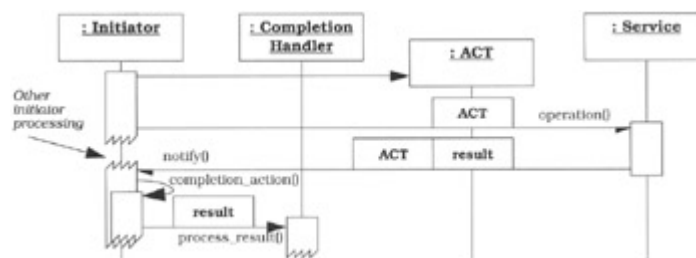 : Initiator
: Completion
Handler
: ACT
: Service
Other
initiator
processing
ACT
operation()
notify()
ACT
result
completion_action()
result
process_result()